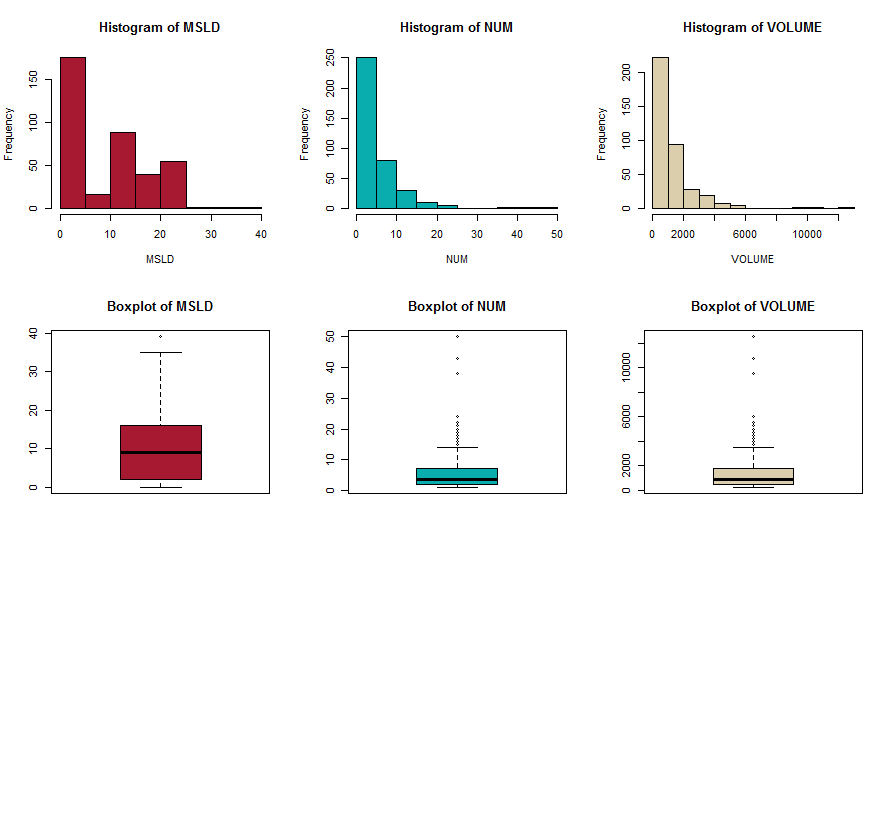 Histogram of MSLD
Frequency
0 50 100 150
0 10 20 30 40
MSLD
Histogram of NUM
Frequency
0 50 100 150 200 250
0 10 20 30 40 50
NUM
Histogram of VOLUME
Frequency
0 50 100 150 200
0 2000 6000 10000
VOLUME
Boxplot of MSLD
0 10 20 30 40
Boxplot of NUM
0 10 20 30 40 50
Boxplot of VOLUME
0 2000 6000 10000